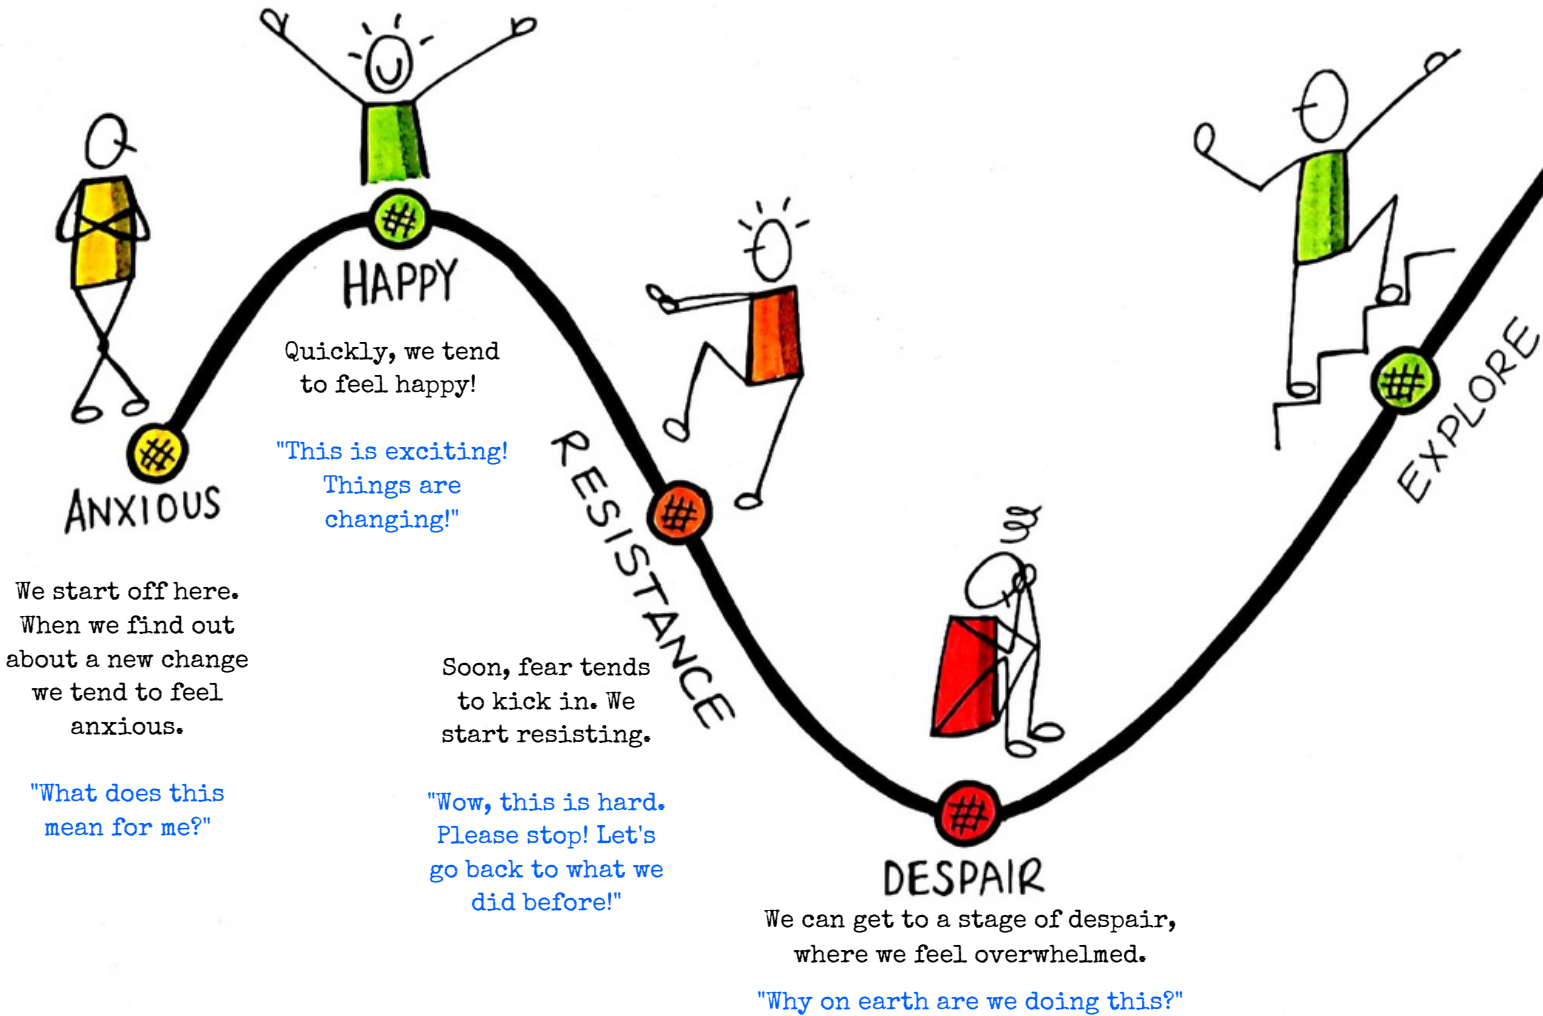 ANXIOUS
We start off here.
When we find out
about a new change
we tend to feel
anxious.
"What does this
mean for me?"
HAPPY
Quickly, we tend
to feel happy!
"This is exciting!
Things are
changing!"
RESISTANCE
Soon, fear tends
to kick in. We
start resisting.
"Wow, this is hard.
Please stop! Let's
go back to what we
did before!"
DESPAIR
We can get to a stage of despair,
where we feel overwhelmed.
"Why on earth are we doing this?"
EXPLORE